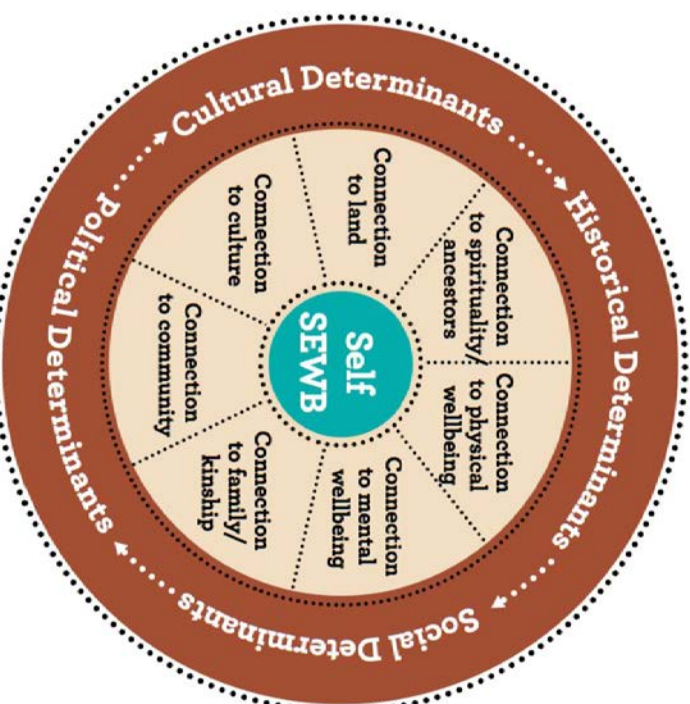 Historical Determinants
Social Determinants
Political Determinants
Cultural Determinants
Connection
to spirituality/
ancestors
Connection
to physical
wellbeing
Connection
to mental
wellbeing
Connection
to family/
kinship
Connection
to community
Connection
to culture
Connection
to land
Self
SEWB